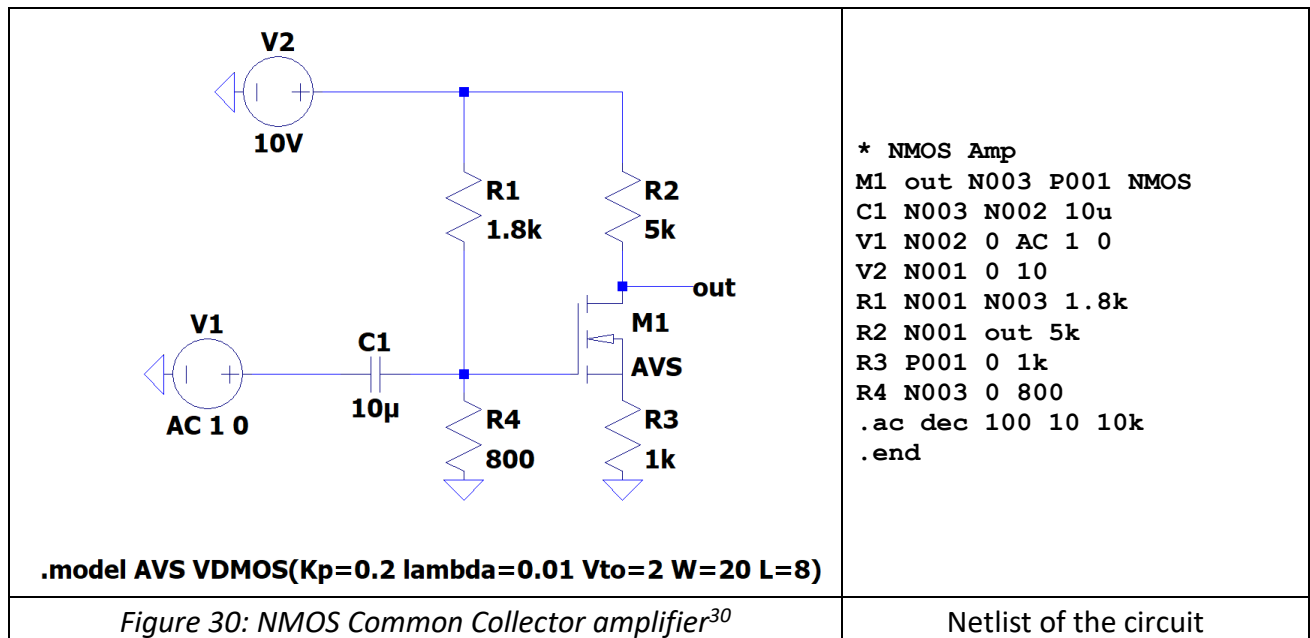 V2
10V
R1
1.8k
R2
5k
out
V1
AC 1 0
C1
10µ
M1
AVS
R4
800
R3
1k
.model AVS VDMOS(Kp=0.2 lambda=0.01 Vto=2 W=20 L=8)
* NMOS Amp
M1 out N003 P001 NMOS
C1 N003 N002 10u
V1 N002 0 AC 1 0
V2 N001 0 10
R1 N001 N003 1.8k
R2 N001 out 5k
R3 P001 0 1k
R4 N003 0 800
.ac dec 100 10 10k
.end
Figure 30: NMOS Common Collector amplifier30
Netlist of the circuit